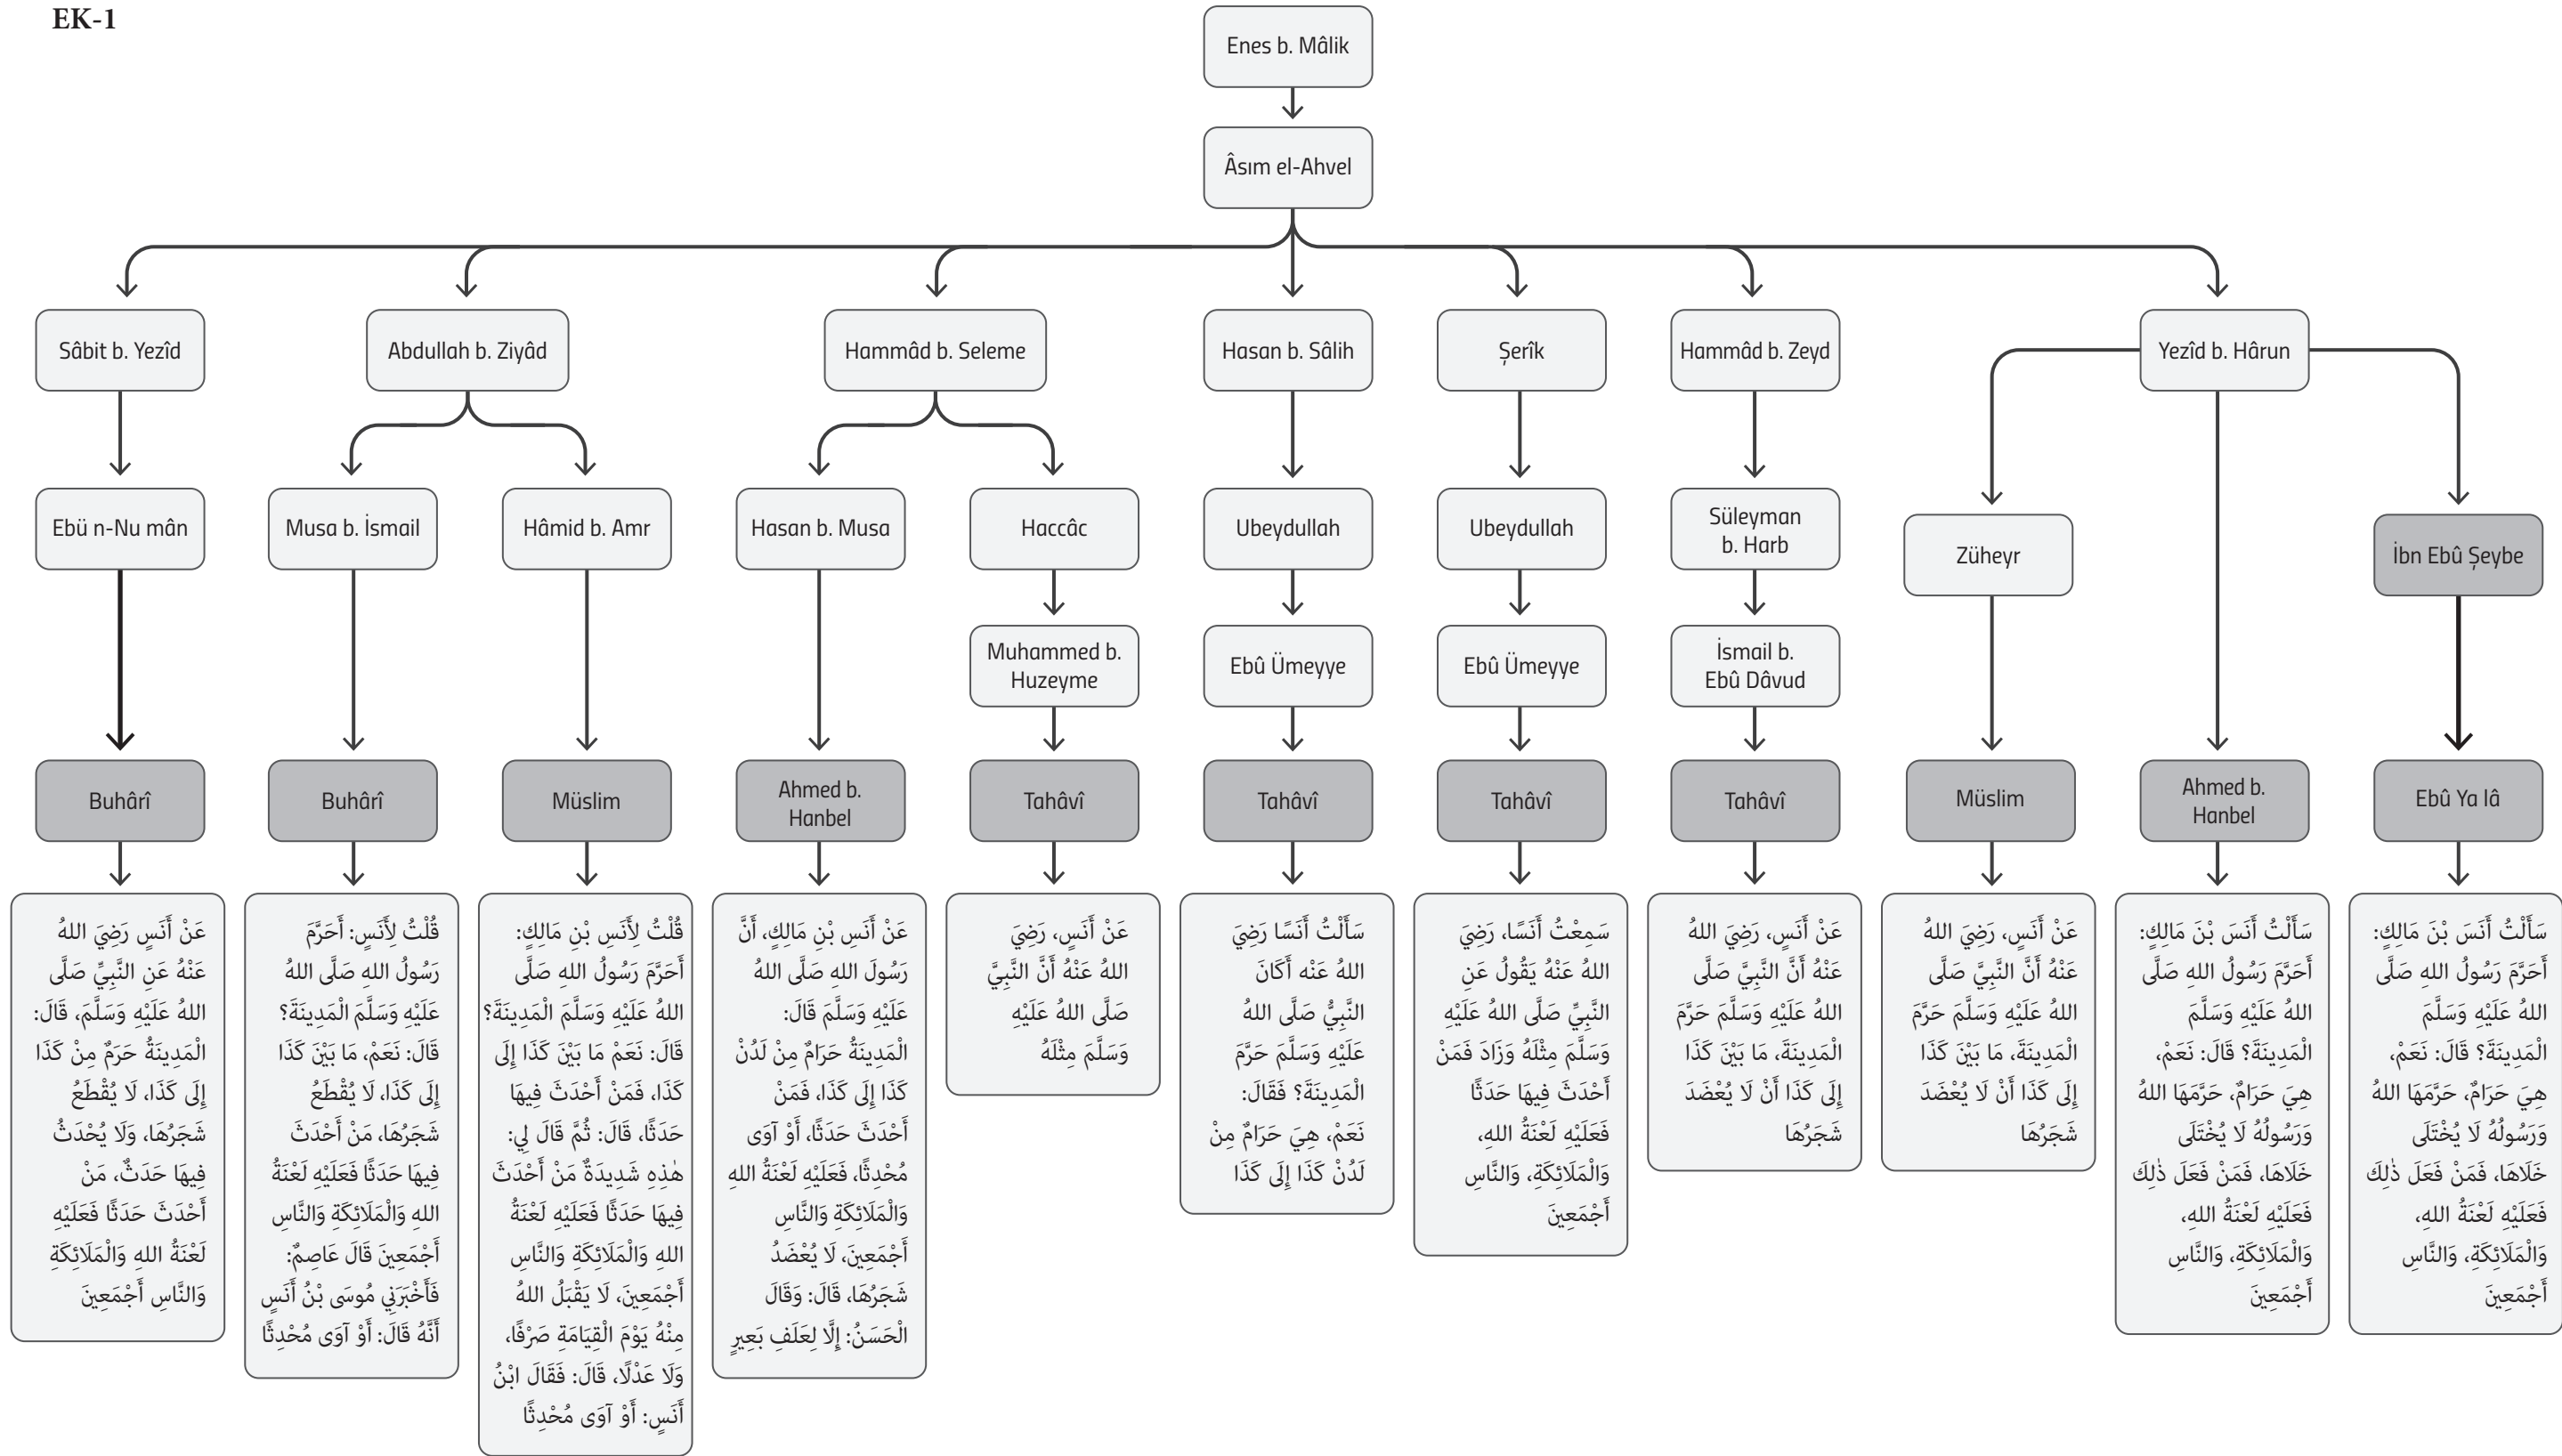 EK-1
Enes b. Mâlik
Âsım el-Ahvel
Sâbit b. Yezîd
Abdullah b. Ziyâd
Hammâd b. Seleme
Hasan b. Sâlih
Şerîk
Hammâd b. Zeyd
Yezîd b. Hârun
Ebü n-Nu mân
Musa b. İsmail
Hâmid b. Amr
Hasan b. Musa
Haccâc
Ubeydullah
Ubeydullah
Süleyman
b. Harb
Züheyr
İbn Ebû Şeybe
Muhammed b.
Huzeyme
Ebû Ümeyye
Ebû Ümeyye
İsmail b.
Ebû Dâvud
Buhârî
Buhârî
Müslim
Ahmed b.
Hanbel
Tahâvî
Tahâvî
Tahâvî
Tahâvî
Müslim
Ahmed b.
Hanbel
Ebû Ya lâ
عَنْ أَنَسٍ رَضِيَ اللهُ
عَنْهُ عَنِ النَّبِيِّ صَلَّى
اللهُ عَلَيْهِ وَسَلَّمَ، قَالَ:
الْمَدِينَةُ حَرَمٌ مِنْ كَذَا
إِلَى كَذَا، لَا يُقْطَعُ
شَجَرُهَا، وَلَا يُحْدَثُ
فِيهَا حَدَثٌ، مَنْ
أَحْدَثَ حَدَثًا فَعَلَيْهِ
لَعْنَةُ اللهِ وَالْمَلَائِكَةِ
وَالنَّاسِ أَجْمَعِينَ
قُلْتُ لِأَنَسٍ: أَحَرَّمَ
رَسُولُ اللهِ صَلَّى اللهُ
عَلَيْهِ وَسَلَّمَ الْمَدِينَةَ؟
قَالَ: نَعَمْ، مَا بَيْنَ كَذَا
إِلَى كَذَا، لَا يُقْطَعُ
شَجَرُهَا، مَنْ أَحْدَثَ
فِيهَا حَدَثًا فَعَلَيْهِ لَعْنَةُ
اللهِ وَالْمَلَائِكَةِ وَالنَّاسِ
أَجْمَعِينَ قَالَ عَاصِمٌ:
فَأَخْبَرَنِي مُوسَى بْنُ أَنَسٍ
أَنَّهُ قَالَ: أَوْ آوَى مُحْدِثًا
قُلْتُ لِأَنَسِ بْنِ مَالِكٍ:
أَحَرَّمَ رَسُولُ اللهِ صَلَّى
اللهُ عَلَيْهِ وَسَلَّمَ الْمَدِينَةَ؟
قَالَ: نَعَمْ مَا بَيْنَ كَذَا إِلَى
كَذَا، فَمَنْ أَحْدَثَ فِيهَا
حَدَثًا، قَالَ: ثُمَّ قَالَ لِي:
هٰذِهِ شَدِيدَةٌ مَنْ أَحْدَثَ
فِيهَا حَدَثًا فَعَلَيْهِ لَعْنَةُ
اللهِ وَالْمَلَائِكَةِ وَالنَّاسِ
أَجْمَعِينَ، لَا يَقْبَلُ اللهُ
مِنْهُ يَوْمَ الْقِيَامَةِ صَرْفًا،
وَلَا عَدْلًا، قَالَ: فَقَالَ ابْنُ
أَنَسٍ: أَوْ آوَى مُحْدِثًا
عَنْ أَنَسِ بْنِ مَالِكٍ، أَنَّ
رَسُولَ اللهِ صَلَّى اللهُ
عَلَيْهِ وَسَلَّمَ قَالَ:
الْمَدِينَةُ حَرَامٌ مِنْ لَدُنْ
كَذَا إِلَى كَذَا، فَمَنْ
أَحْدَثَ حَدَثًا، أَوْ آوَى
مُحْدِثًا، فَعَلَيْهِ لَعْنَةُ اللهِ
وَالْمَلَائِكَةِ وَالنَّاسِ
أَجْمَعِينَ، لَا يُعْضَدُ
شَجَرُهَا، قَالَ: وَقَالَ
الْحَسَنُ: إِلَّا لِعَلَفِ بَعِيرٍ
عَنْ أَنَسٍ، رَضِيَ
اللهُ عَنْهُ أَنَّ النَّبِيَّ
صَلَّى اللهُ عَلَيْهِ
وَسَلَّمَ مِثْلَهُ
سَأَلْتُ أَنَسًا رَضِيَ
اللهُ عَنْه أَكَانَ
النَّبِيُّ صَلَّى اللهُ
عَلَيْهِ وَسَلَّمَ حَرَّمَ
الْمَدِينَةَ؟ فَقَالَ:
نَعَمْ، هِيَ حَرَامٌ مِنْ
لَدُنْ كَذَا إِلَى كَذَا
سَمِعْتُ أَنَسًا، رَضِيَ
اللهُ عَنْهُ يَقُولُ عَنِ
النَّبِيِّ صَلَّى اللهُ عَلَيْهِ
وَسَلَّمَ مِثْلَهُ وَزَادَ فَمَنْ
أَحْدَثَ فِيهَا حَدَثًا
فَعَلَيْهِ لَعْنَةُ اللهِ،
وَالْمَلَائِكَةِ، وَالنَّاسِ
أَجْمَعِينَ
عَنْ أَنَسٍ، رَضِيَ اللهُ
عَنْهُ أَنَّ النَّبِيَّ صَلَّى
اللهُ عَلَيْهِ وَسَلَّمَ حَرَّمَ
الْمَدِينَةَ، مَا بَيْنَ كَذَا
إِلَى كَذَا أَنْ لَا يُعْضَدَ
شَجَرُهَا
عَنْ أَنَسٍ، رَضِيَ اللهُ
عَنْهُ أَنَّ النَّبِيَّ صَلَّى
اللهُ عَلَيْهِ وَسَلَّمَ حَرَّمَ
الْمَدِينَةَ، مَا بَيْنَ كَذَا
إِلَى كَذَا أَنْ لَا يُعْضَدَ
شَجَرُهَا
سَأَلْتُ أَنَسَ بْنَ مَالِكٍ:
أَحَرَّمَ رَسُولُ اللهِ صَلَّى
اللهُ عَلَيْهِ وَسَلَّمَ
الْمَدِينَةَ؟ قَالَ: نَعَمْ،
هِيَ حَرَامٌ، حَرَّمَهَا اللهُ
وَرَسُولُهُ لَا يُخْتَلَى
خَلَاهَا، فَمَنْ فَعَلَ ذٰلِكَ
فَعَلَيْهِ لَعْنَةُ اللهِ،
وَالْمَلَائِكَةِ، وَالنَّاسِ
أَجْمَعِينَ
سَأَلْتُ أَنَسَ بْنَ مَالِكٍ:
أَحَرَّمَ رَسُولُ اللهِ صَلَّى
اللهُ عَلَيْهِ وَسَلَّمَ
الْمَدِينَةَ؟ قَالَ: نَعَمْ،
هِيَ حَرَامٌ، حَرَّمَهَا اللهُ
وَرَسُولُهُ لَا يُخْتَلَى
خَلَاهَا، فَمَنْ فَعَلَ ذٰلِكَ
فَعَلَيْهِ لَعْنَةُ اللهِ،
وَالْمَلَائِكَةِ، وَالنَّاسِ
أَجْمَعِينَ